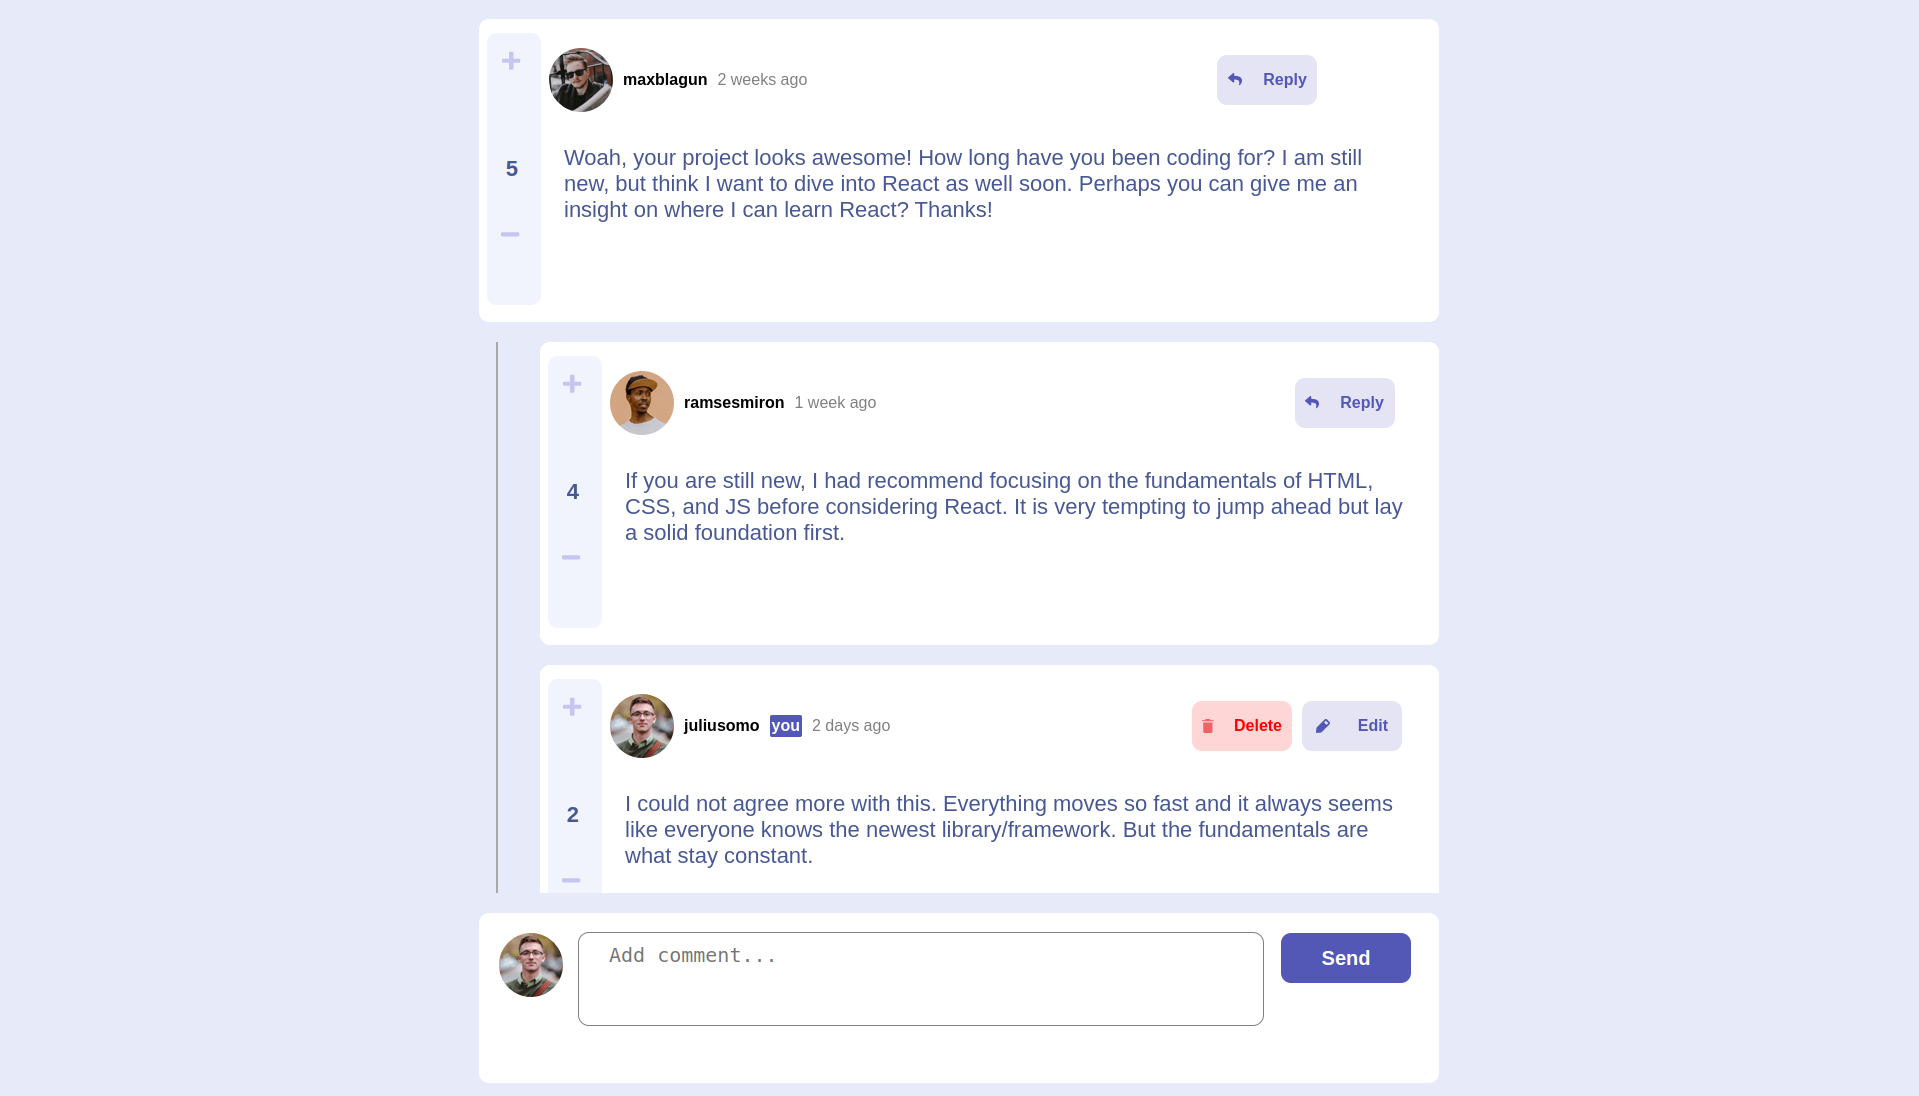 maxblagun 2 weeks ago Reply
5
Woah, your project looks awesome! How long have you been coding for? I am still
new, but think I want to dive into React as well soon. Perhaps you can give me an
insight on where I can learn React? Thanks!
ramsesmiron 1 week ago Reply
4
If you are still new, I had recommend focusing on the fundamentals of HTML,
CSS, and JS before considering React. It is very tempting to jump ahead but lay
a solid foundation first.
juliusomo you 2 days ago Delete Edit
2
I could not agree more with this. Everything moves so fast and it always seems
like everyone knows the newest library/framework. But the fundamentals are
what stay constant.
Add comment... Send